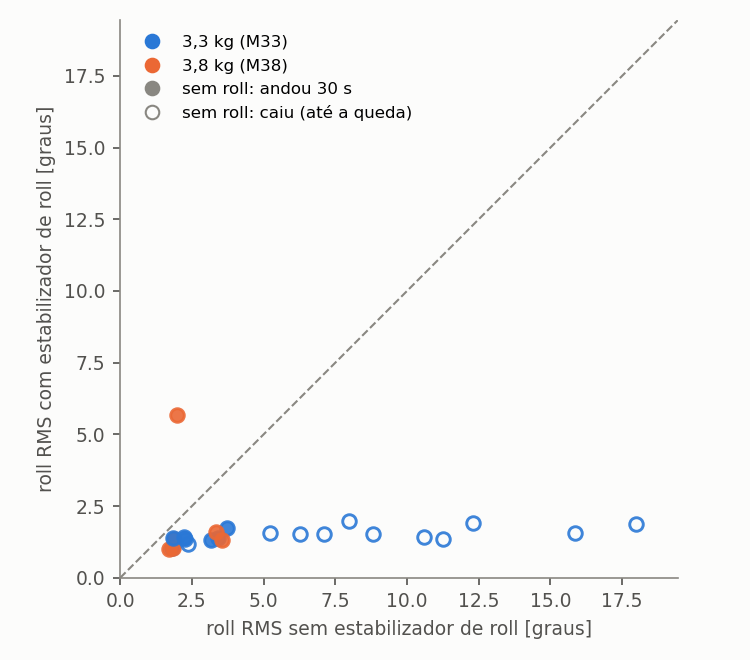 3,3 kg (M33)
3,8 kg (M38)
sem roll: andou 30 s
sem roll: caiu (até a queda)
17.5
15.0
12.5
10.0
7.5
5.0
2.5
0.0
roll RMS com estabilizador de roll [graus]
0.0 2.5 5.0 7.5 10.0 12.5 15.0 17.5
roll RMS sem estabilizador de roll [graus]